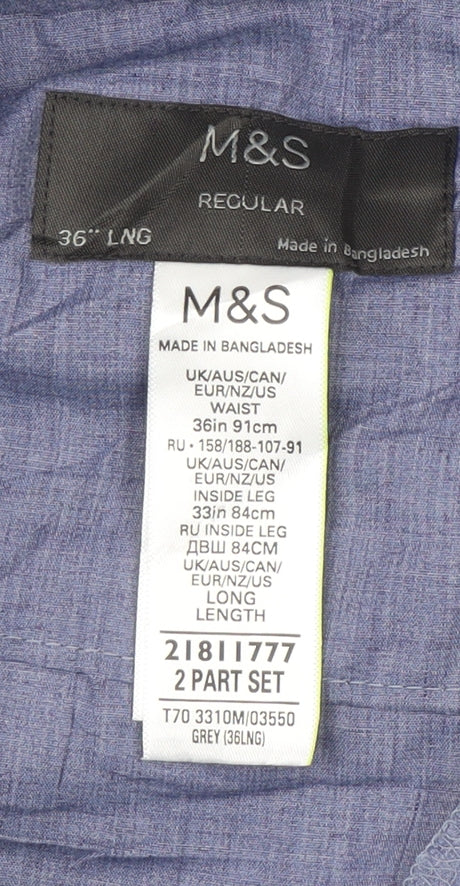 M&S
REGULAR
36" LNG
Made in Bangladesh
M&S
MADE IN BANGLADESH
UK/AUS/CAN/
EUR/NZ/US
WAIST
36in 91cm
RU • 158/188-107-91
UK/AUS/CAN/
EUR/NZ/US
INSIDE LEG
33in 84cm
RU INSIDE LEG
ДВШ 84СМ
UK/AUS/CAN/
EUR/NZ/US
LONG
LENGTH
21811777
2 PART SET
T70 3310M/03550
GREY (36LNG)